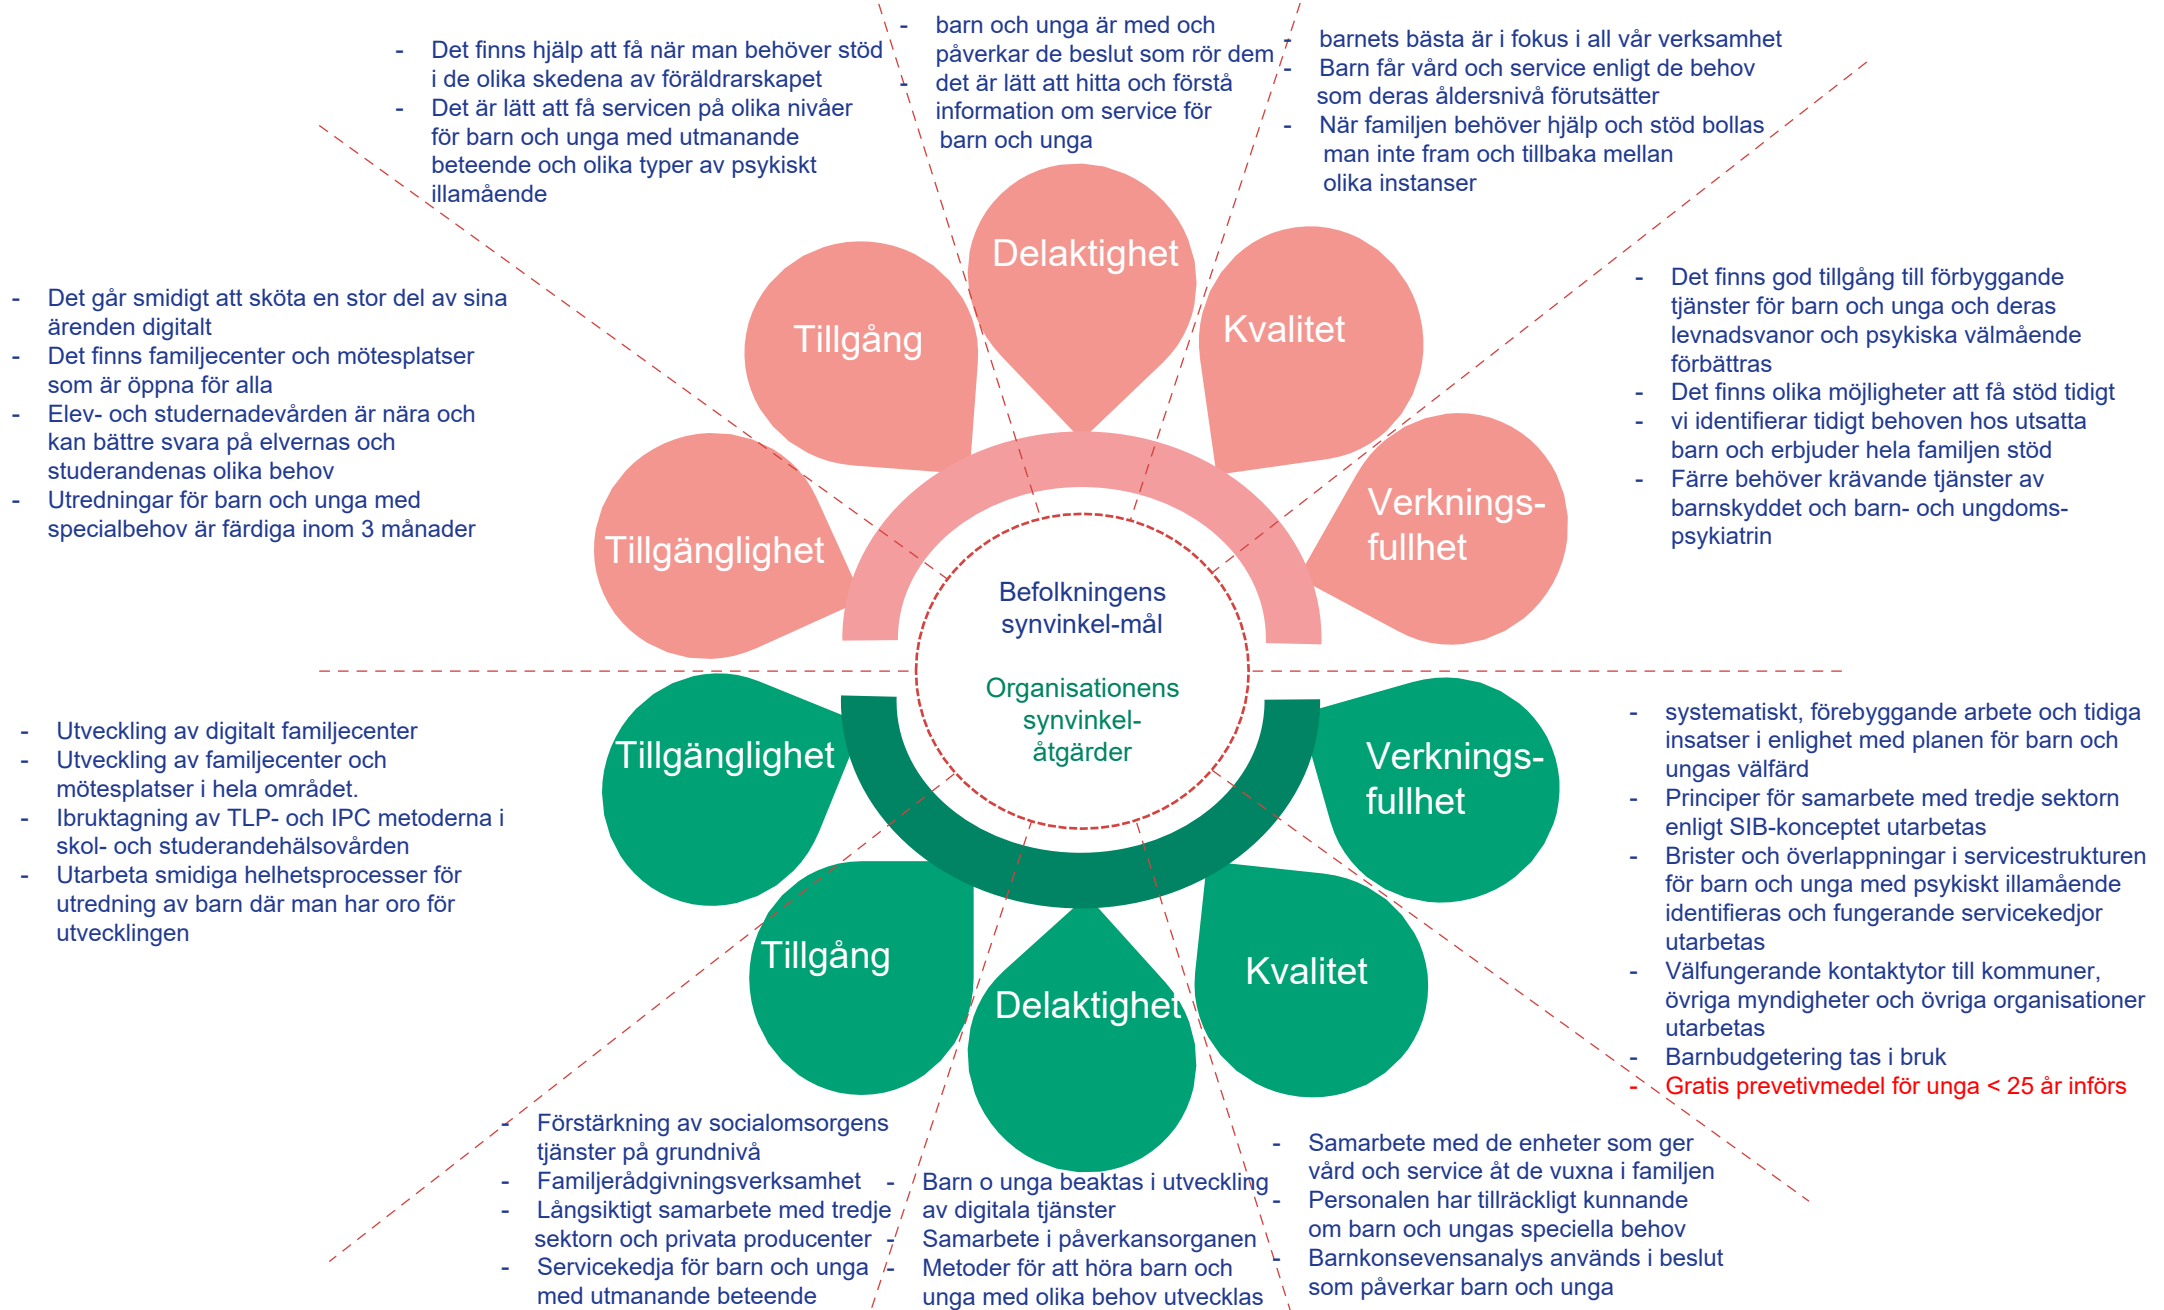 - Det finns hjälp att få när man behöver stöd
i de olika skedena av föräldrarskapet
- Det är lätt att få servicen på olika nivåer
för barn och unga med utmanande
beteende och olika typer av psykiskt
illamående
- barn och unga är med och
påverkar de beslut som rör dem
- det är lätt att hitta och förstå
information om service för
barn och unga
- barnets bästa är i fokus i all vår verksamhet
- Barn får vård och service enligt de behov
som deras åldersnivå förutsätter
- När familjen behöver hjälp och stöd bollas
man inte fram och tillbaka mellan
olika instanser
- Det går smidigt att sköta en stor del av sina
ärenden digitalt
- Det finns familjecenter och mötesplatser
som är öppna för alla
- Elev- och studernadevården är nära och
kan bättre svara på elvernas och
studerandenas olika behov
- Utredningar för barn och unga med
specialbehov är färdiga inom 3 månader
Tillgänglighet
Tillgång
Delaktighet
Kvalitet
Verknings-
fullhet
- Det finns god tillgång till förbyggande
tjänster för barn och unga och deras
levnadsvanor och psykiska välmående
förbättras
- Det finns olika möjligheter att få stöd tidigt
- vi identifierar tidigt behoven hos utsatta
barn och erbjuder hela familjen stöd
- Färre behöver krävande tjänster av
barnskyddet och barn- och ungdoms-
psykiatrin
Befolkningens
synvinkel-mål
Organisationens
synvinkel-
åtgärder
- Utveckling av digitalt familjecenter
- Utveckling av familjecenter och
mötesplatser i hela området.
- Ibruktagning av TLP- och IPC metoderna i
skol- och studerandehälsovården
- Utarbeta smidiga helhetsprocesser för
utredning av barn där man har oro för
utvecklingen
Tillgänglighet
Tillgång
Delaktighet
Kvalitet
Verknings-
fullhet
- systematiskt, förebyggande arbete och tidiga
insatser i enlighet med planen för barn och
ungas välfärd
- Principer för samarbete med tredje sektorn
enligt SIB-konceptet utarbetas
- Brister och överlappningar i servicestrukturen
för barn och unga med psykiskt illamående
identifieras och fungerande servicekedjor
utarbetas
- Välfungerande kontaktytor till kommuner,
övriga myndigheter och övriga organisationer
utarbetas
- Barnbudgetering tas i bruk
- Gratis prevetivmedel för unga < 25 år införs
- Förstärkning av socialomsorgens
tjänster på grundnivå
- Familjerådgivningsverksamhet
- Långsiktigt samarbete med tredje
sektorn och privata producenter
- Servicekedja för barn och unga
med utmanande beteende
- Barn o unga beaktas i utveckling
av digitala tjänster
- Samarbete i påverkansorganen
- Metoder för att höra barn och
unga med olika behov utvecklas
- Samarbete med de enheter som ger
vård och service åt de vuxna i familjen
- Personalen har tillräckligt kunnande
om barn och ungas speciella behov
- Barnkonsevensanalys används i beslut
som påverkar barn och unga